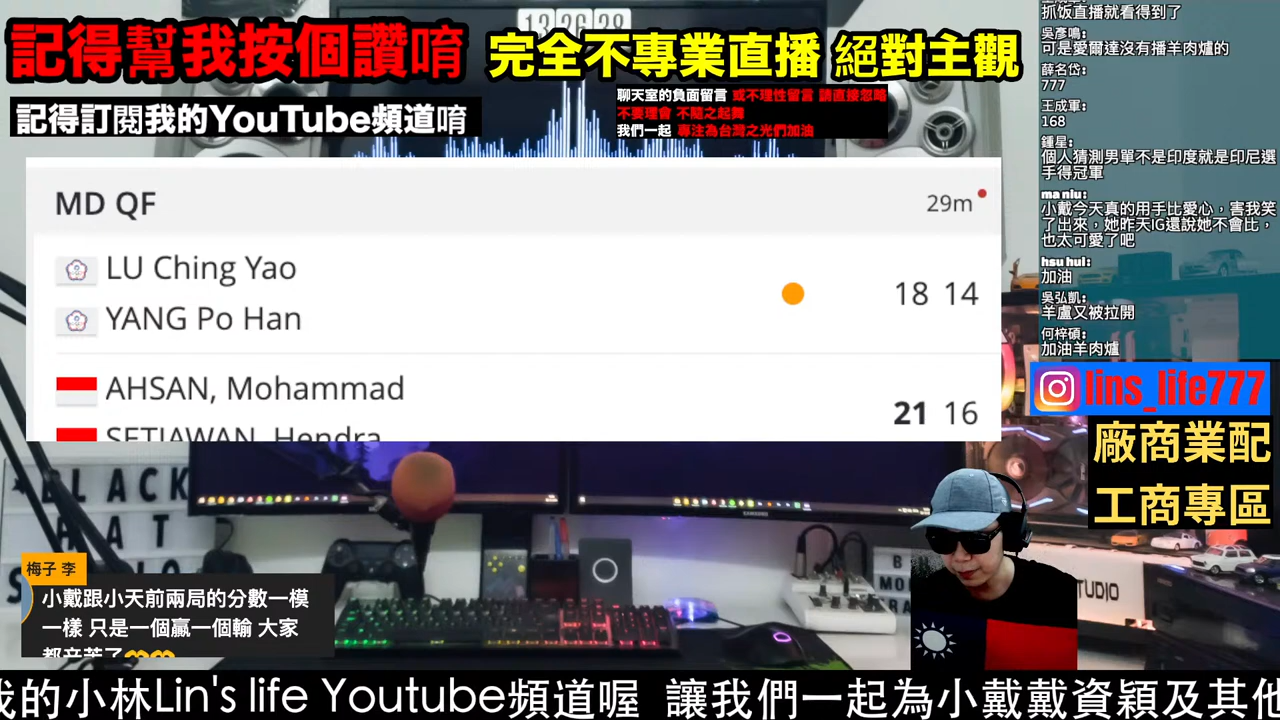 13 26 28
記得幫我按個讚唷
完全不專業直播 絕對主觀
記得訂閱我的YouTube頻道唷
聊天室的負面留言 或不理性留言 請直接忽略
不要理會 不隨之起舞
我們一起 專注為台灣之光們加油
MD QF
29m
LU Ching Yao
YANG Po Han
18 14
AHSAN, Mohammad
SETIAWAN, Hendra
21 16
抓饭直播就看得到了
吳彥鳴:
可是愛爾達沒有播羊肉爐的
薛名岱:
777
王成軍:
168
鍾星:
個人猜測男單不是印度就是印尼選
手得冠軍
ma niu:
小戴今天真的用手比愛心，害我笑
了出來，她昨天IG還說她不會比，
也太可愛了吧
hsu hui:
加油
吳弘凱:
羊盧又被拉開
何梓碩:
加油羊肉爐
lins_life777
廠商業配
工商專區
BLACK
HAT
梅子 李
小戴跟小天前兩局的分數一模
一樣 只是一個贏一個輸 大家
都辛苦了
SAMSUNG
TUDIO
我的小林Lin's life Youtube頻道喔 讓我們一起為小戴戴資穎及其他